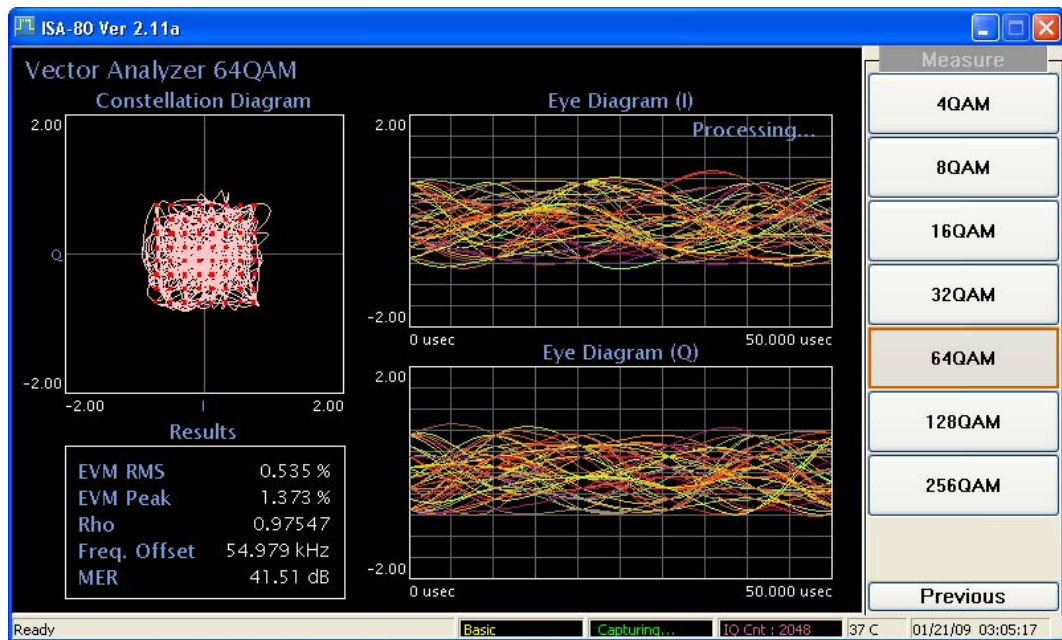 ISA-80 Ver 2.11a
Vector Analyzer 64QAM
Constellation Diagram
2.00
Q
-2.00
-2.00
I
2.00
Eye Diagram (I)
2.00
Processing...
-2.00
0 usec
50.000 usec
Eye Diagram (Q)
2.00
-2.00
0 usec
50.000 usec
Results
EVM RMS 0.535 %
EVM Peak 1.373 %
Rho 0.97547
Freq. Offset 54.979 kHz
MER 41.51 dB
Measure
4QAM
8QAM
16QAM
32QAM
64QAM
128QAM
256QAM
Previous
Ready
Basic
Capturing...
IQ Cnt : 2048
37 C
01/21/09 03:05:17